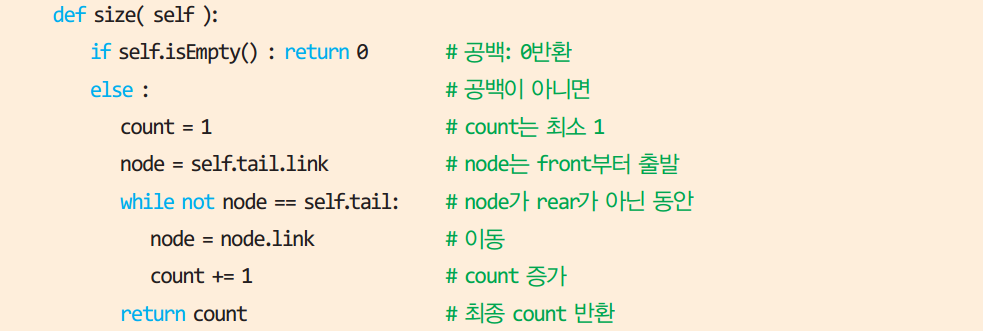 def size( self ):
if self.isEmpty() : return 0 # 공백: 0반환
else : # 공백이 아니면
count = 1 # count는 최소 1
node = self.tail.link # node는 front부터 출발
while not node == self.tail: # node가 rear가 아닌 동안
node = node.link # 이동
count += 1 # count 증가
return count # 최종 count 반환